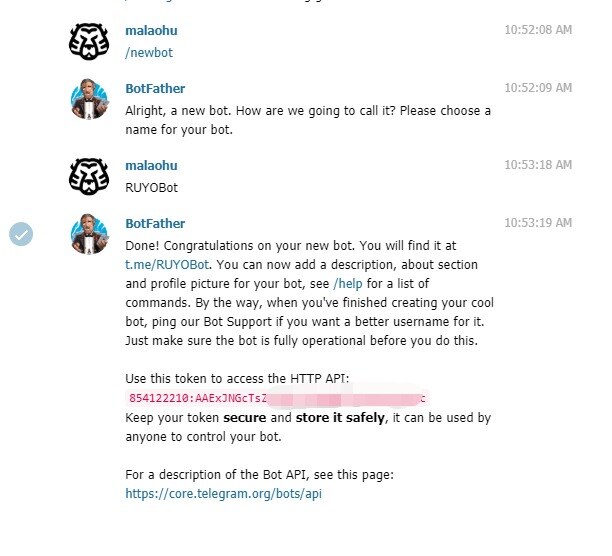 malaohu
10:52:08 AM
/newbot
BotFather
10:52:09 AM
Alright, a new bot. How are we going to call it? Please choose a
name for your bot.
malaohu
10:53:18 AM
RUYOBot
BotFather
10:53:19 AM
Done! Congratulations on your new bot. You will find it at
t.me/RUYOBot. You can now add a description, about section
and profile picture for your bot, see /help for a list of
commands. By the way, when you've finished creating your cool
bot, ping our Bot Support if you want a better username for it.
Just make sure the bot is fully operational before you do this.
Use this token to access the HTTP API:
854122210:AAExJNGcTsZ
Keep your token secure and store it safely, it can be used by
anyone to control your bot.
For a description of the Bot API, see this page:
https://core.telegram.org/bots/api